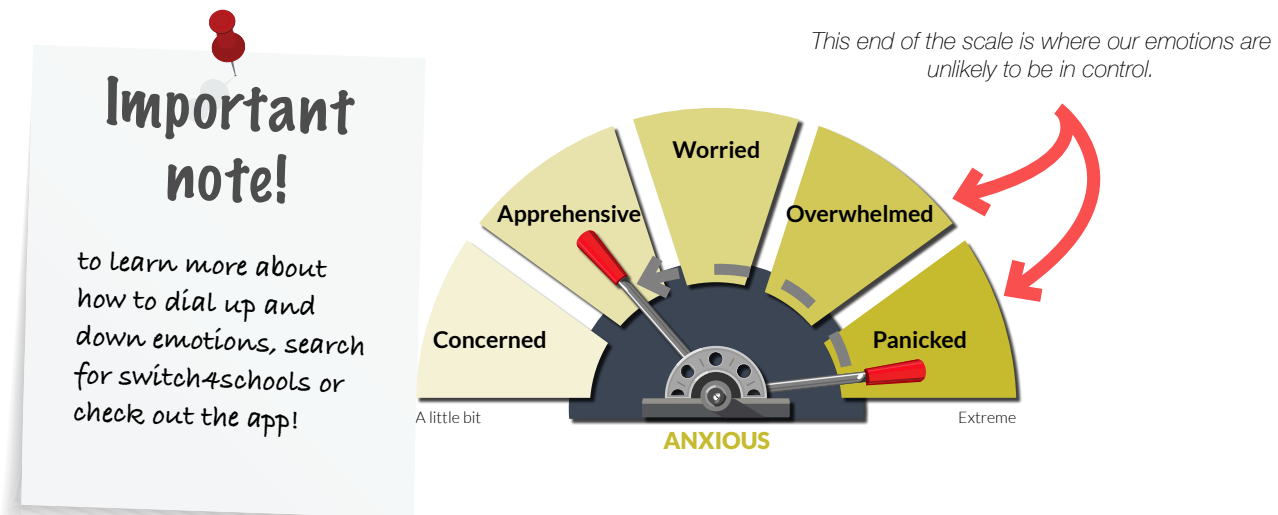 Important
note!
to learn more about
how to dial up and
down emotions, search
for switch4schools or
check out the app!
This end of the scale is where our emotions are
unlikely to be in control.
Concerned
Apprehensive
Worried
Overwhelmed
Panicked
A little bit
Extreme
ANXIOUS